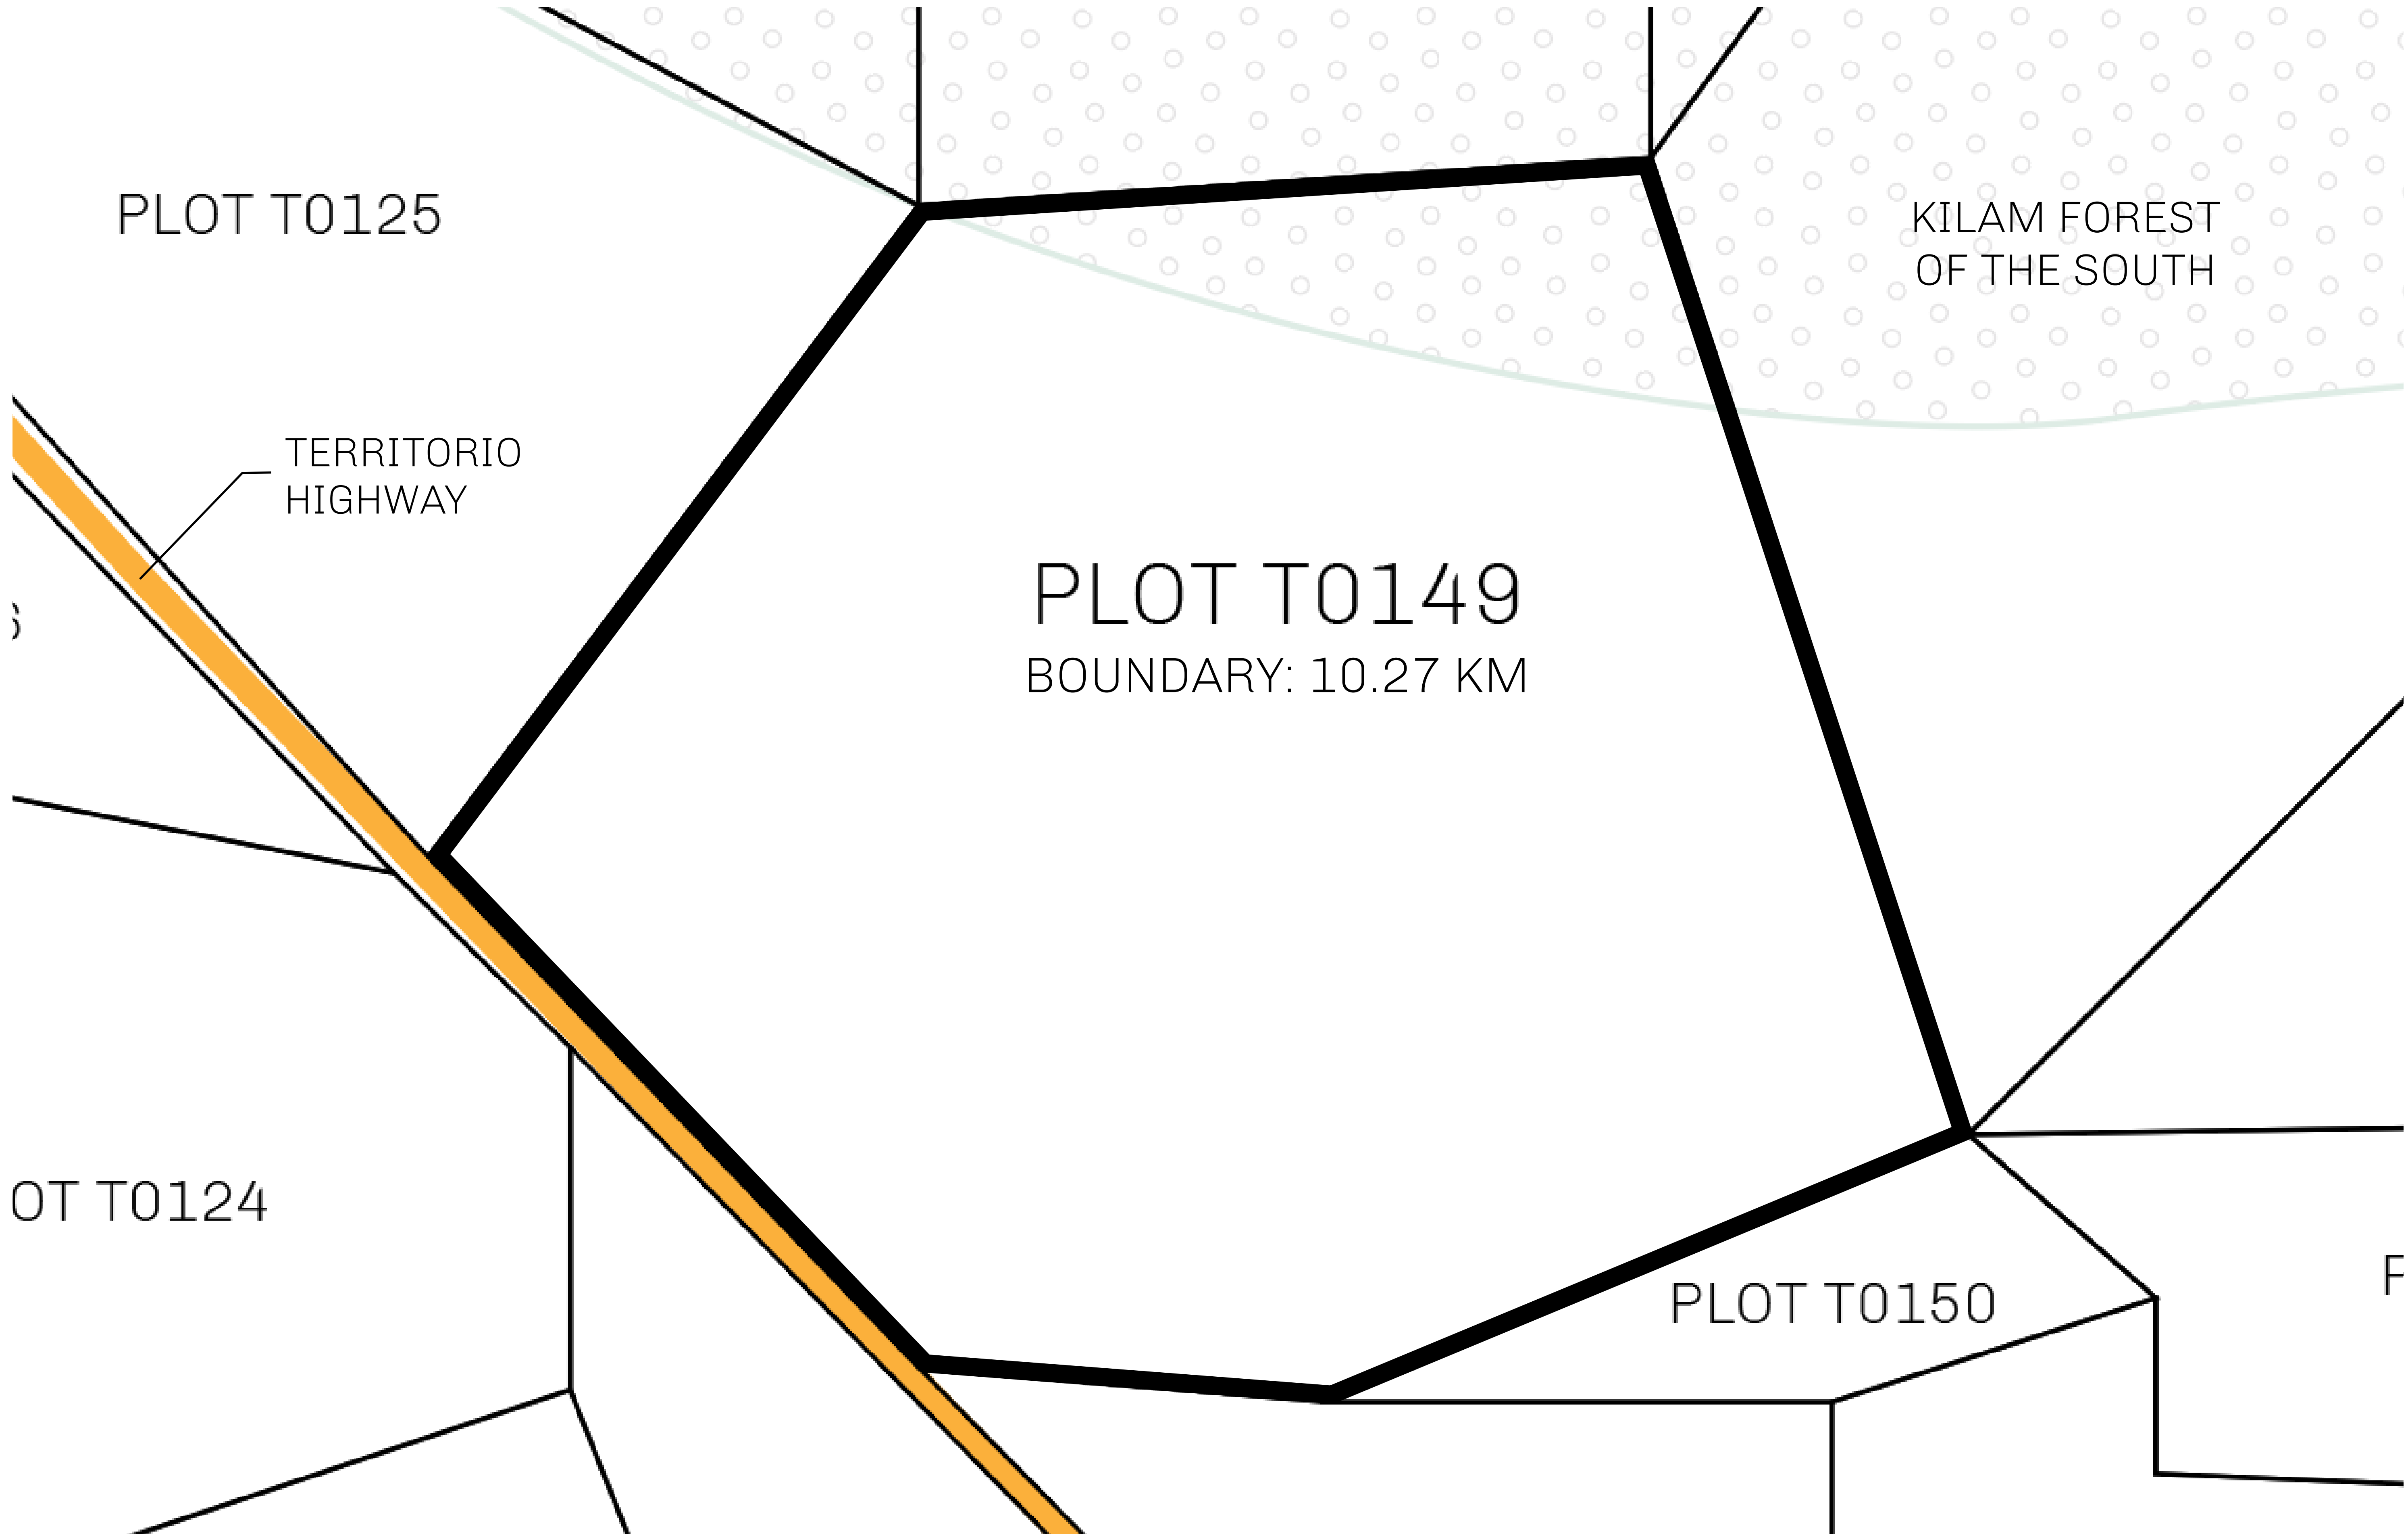 PLOT T0125
KILAM FOREST
OF THE SOUTH
TERRITORIO
HIGHWAY
PLOT T0149
BOUNDARY: 10.27 KM
OT T0124
PLOT T0150